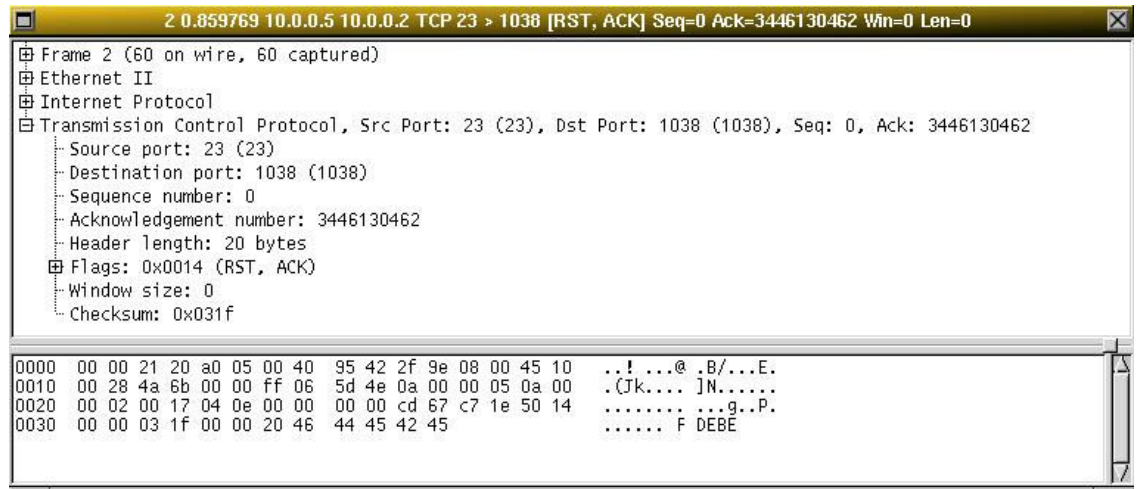 2 0.859769 10.0.0.5 10.0.0.2 TCP 23 > 1038 [RST, ACK] Seq=0 Ack=3446130462 Win=0 Len=0
Frame 2 (60 on wire, 60 captured)
Ethernet II
Internet Protocol
Transmission Control Protocol, Src Port: 23 (23), Dst Port: 1038 (1038), Seq: 0, Ack: 3446130462
Source port: 23 (23)
Destination port: 1038 (1038)
Sequence number: 0
Acknowledgement number: 3446130462
Header length: 20 bytes
Flags: 0x0014 (RST, ACK)
Window size: 0
Checksum: 0x031f
0000 00 00 21 20 a0 05 00 40 95 42 2f 9e 08 00 45 10 ..! ...@ .B/...E.
0010 00 28 4a 6b 00 00 ff 06 5d 4e 0a 00 00 05 0a 00 .(Jk.... ]N......
0020 00 02 00 17 04 0e 00 00 00 00 cd 67 c7 1e 50 14 ........ ...g..P.
0030 00 00 03 1f 00 00 20 46 44 45 42 45 ...... F DEBE